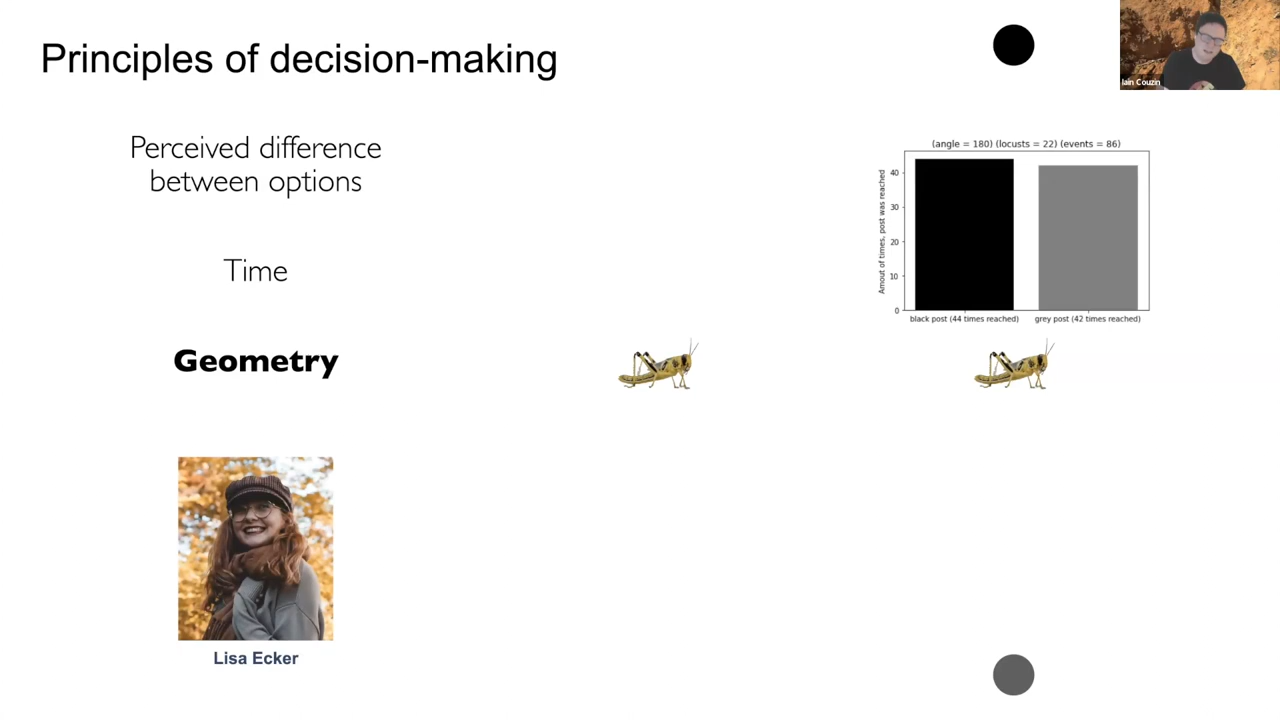 Principles of decision-making
Iain Couzin
Perceived difference
between options
Time
Geometry
Lisa Ecker
(angle = 180) (locusts = 22) (events = 86)
Amout of times, post was reached
40
30
20
10
0
black post (44 times reached)
grey post (42 times reached)